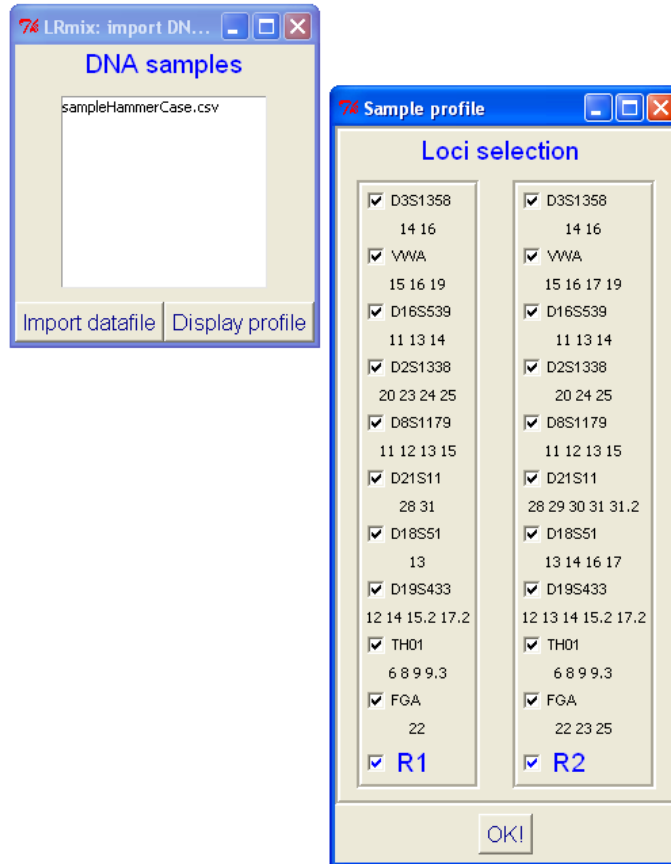 LRmix: import DN...
DNA samples
sampleHammerCase.csv
Import datafile
Display profile
Sample profile
Loci selection
D3S1358
14 16
VWA
15 16 19
D16S539
11 13 14
D2S1338
20 23 24 25
D8S1179
11 12 13 15
D21S11
28 31
D18S51
13
D19S433
12 14 15.2 17.2
TH01
6 8 9 9.3
FGA
22
R1
D3S1358
14 16
VWA
15 16 17 19
D16S539
11 13 14
D2S1338
20 24 25
D8S1179
11 12 13 15
D21S11
28 29 30 31 31.2
D18S51
13 14 16 17
D19S433
12 13 14 15.2 17.2
TH01
6 8 9 9.3
FGA
22 23 25
R2
OK!